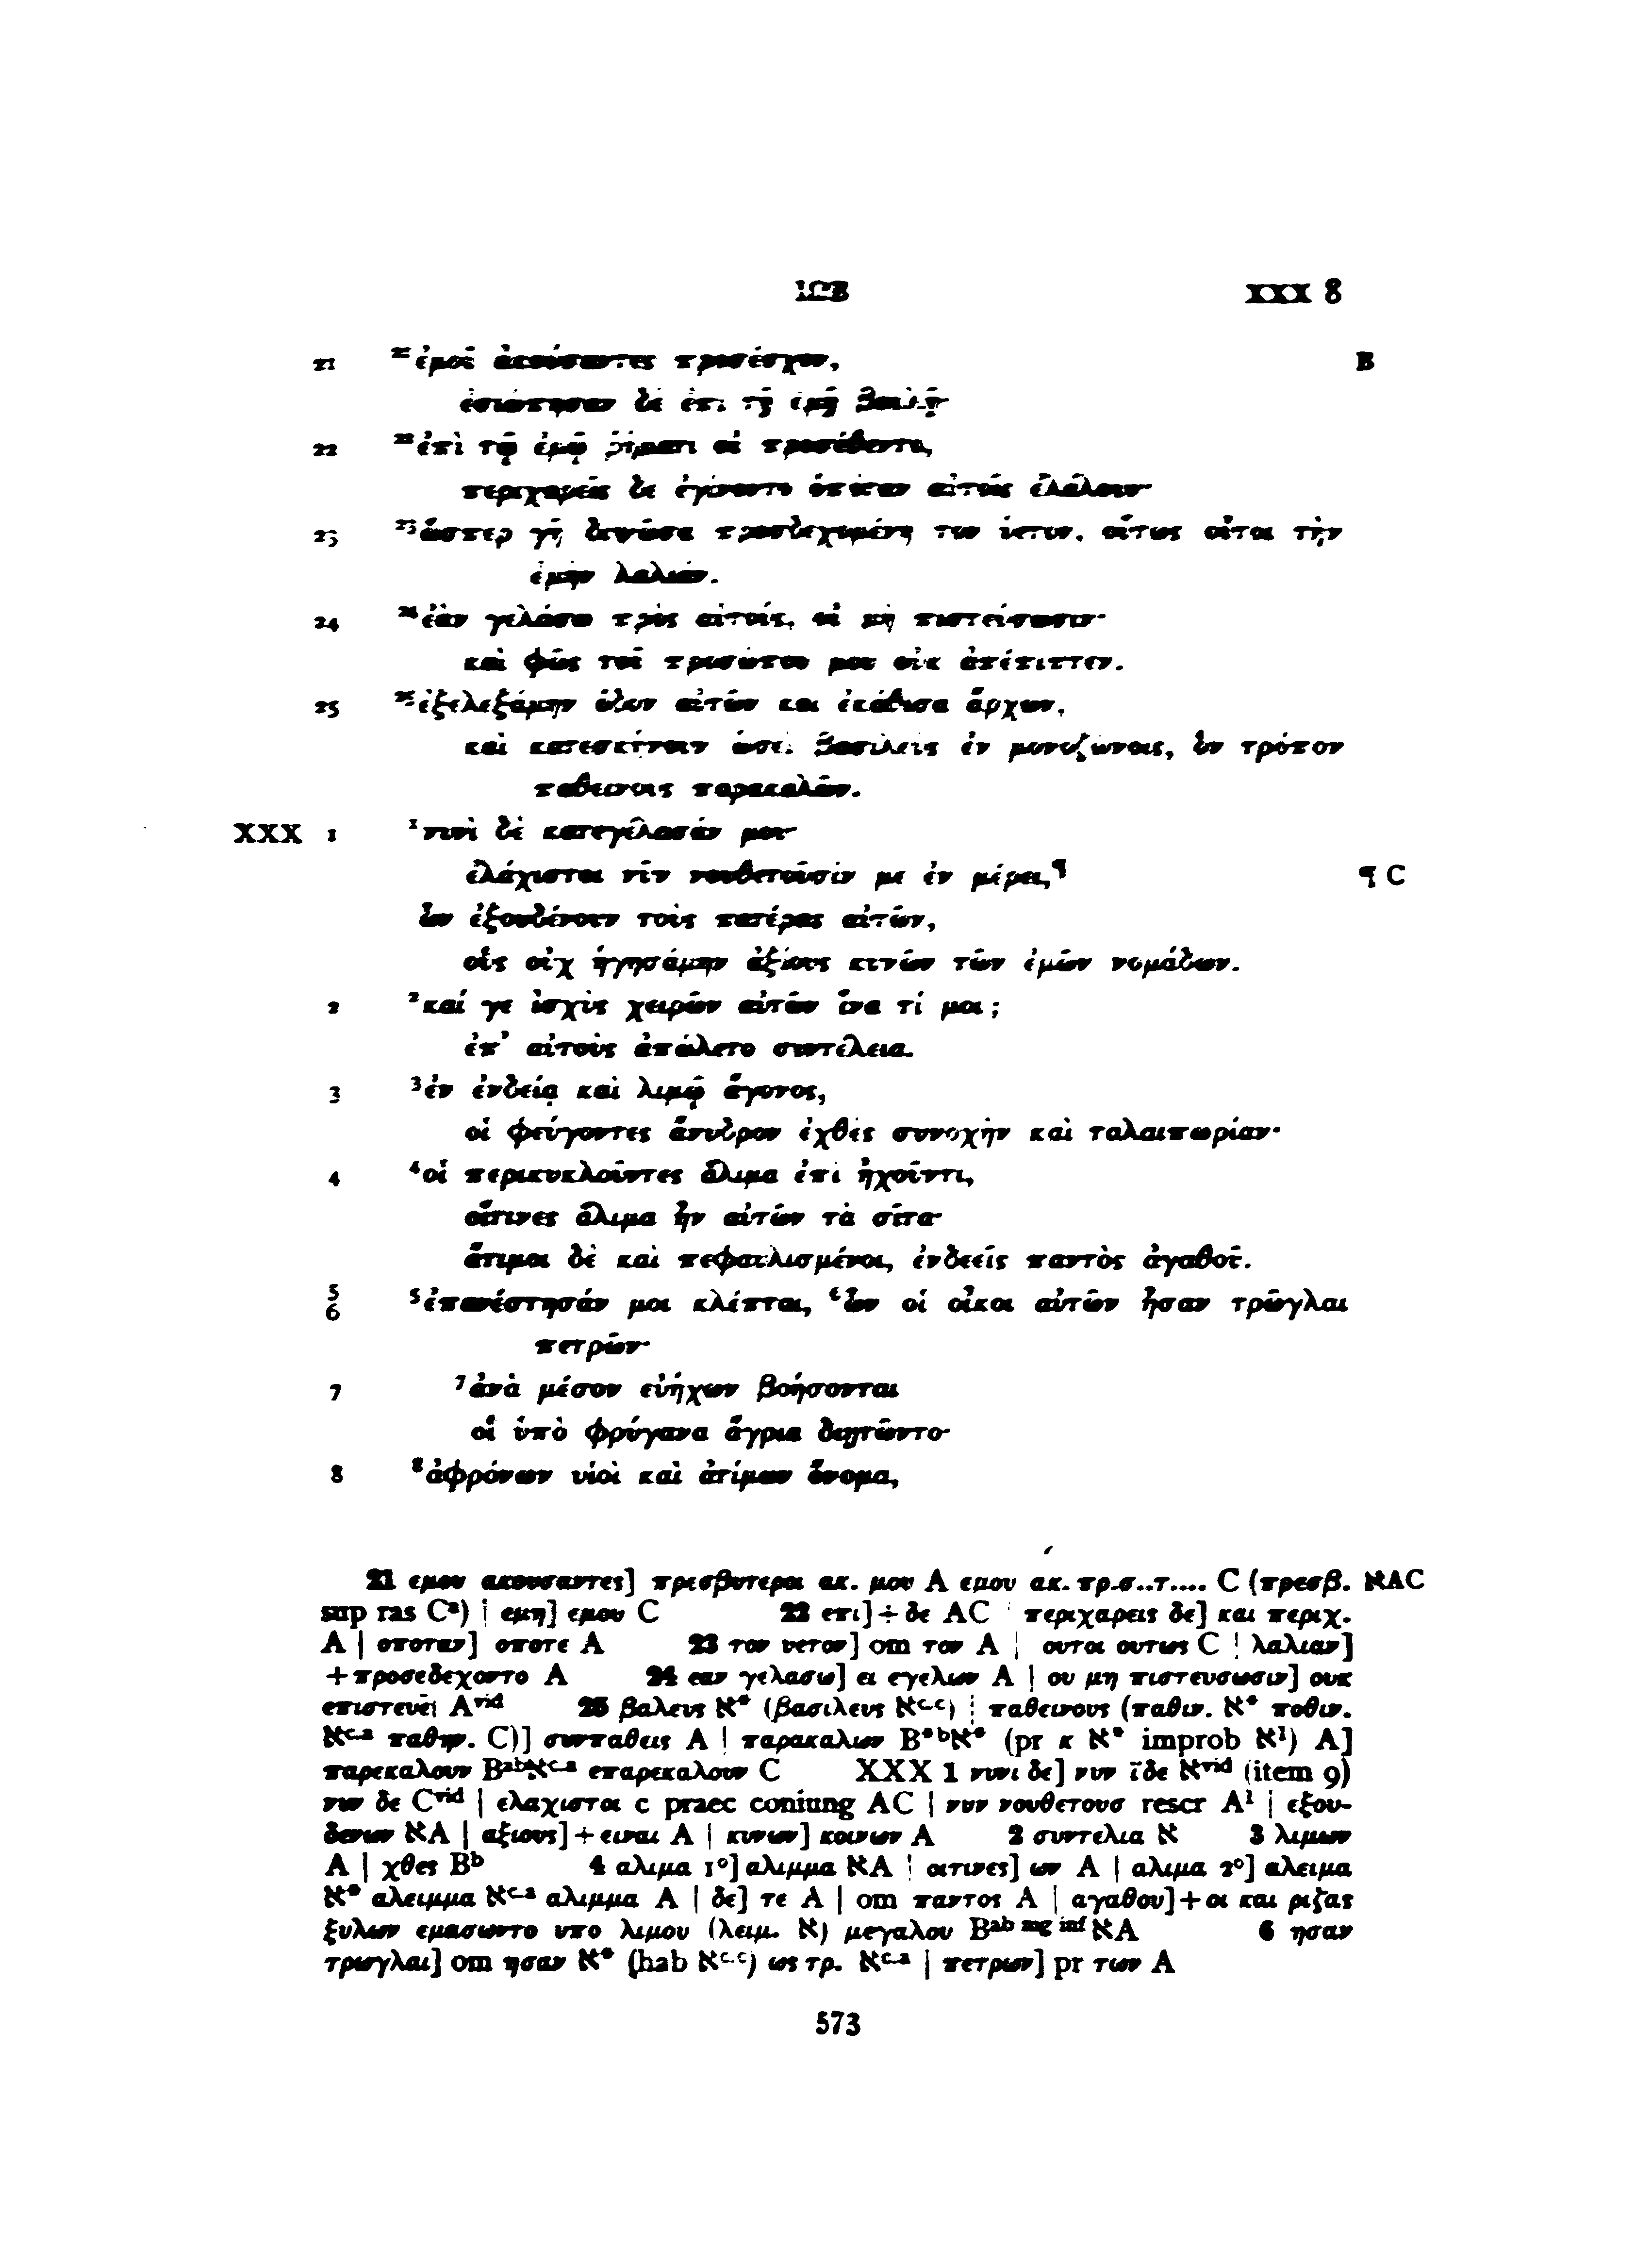 ΙΩΒ XXX 8
21 ²¹ἐμοῦ ἀκούσαντες προσέσχον, B
ἐσιώπησαν δὲ ἐπὶ τῇ ἐμῇ βουλῇ·
22 ²²ἐπὶ τῷ ἐμῷ ῥήματι οὐ προσέθεντο,
περιχαρεῖς δὲ ἐγίνοντο ὁπόταν αὐτοῖς ἐλάλουν·
23 ²³ὥσπερ γῆ διψῶσα προσδεχομένη τὸν ὑετόν, οὕτως οὗτοι τὴν
ἐμὴν λαλιάν.
24 ²⁴ἐὰν γελάσω πρὸς αὐτούς, οὐ μὴ πιστεύσωσιν·
καὶ φῶς τοῦ προσώπου μου οὐκ ἀπέπιπτεν.
25 ²⁵ἐξελεξάμην ὁδὸν αὐτῶν καὶ ἐκάθισα ἄρχων,
καὶ κατεσκήνουν ὡσεὶ βασιλεὺς ἐν μονοζώνοις, ὃν τρόπον
παθεινοὺς παρακαλῶν.
XXX 1 ¹νυνὶ δὲ κατεγέλασάν μου·
ἐλάχιστοι νῦν νουθετοῦσίν με ἐν μέρει,¶ ¶ C
ὧν ἐξουδένουν τοὺς πατέρας αὐτῶν,
οὓς οὐχ ἡγησάμην ἀξίους κυνῶν τῶν ἐμῶν νομάδων.
2 ²καί γε ἰσχὺς χειρῶν αὐτῶν ἵνα τί μοι;
ἐπ᾽ αὐτοὺς ἀπώλετο συντέλεια.
3 ³ἐν ἐνδείᾳ καὶ λιμῷ ἄγονος,
οἱ φεύγοντες ἄνυδρον ἐχθὲς συνοχὴν καὶ ταλαιπωρίαν·
4 ⁴οἱ περικυκλοῦντες ἅλιμα ἐπὶ ἠχοῦντι,
οἵτινες ἅλιμα ἦν αὐτῶν τὰ σῖτα·
ἄτιμοι δὲ καὶ πεφαυλισμένοι, ἐνδεεῖς παντὸς ἀγαθοῦ.
5 6 ⁵ἐπανέστησάν μοι κλέπται, ⁶ὧν οἱ οἶκοι αὐτῶν ἦσαν τρῶγλαι
πετρῶν·
7 ⁷ἀνὰ μέσον εὐήχων βοήσονται
οἳ ὑπὸ φρύγανα ἄγρια διῃτῶντο·
8 ⁸ἀφρόνων υἱοὶ καὶ ἀτίμων ὄνομα,
21 εμου ακουσαντες] πρεσβυτεροι ακ. μου A εμου ακ. πρ.σ..τ.... C (πρεσβ. אAC
sup ras Cᵃ) | εμη] εμου C 22 επι]+δε AC | περιχαρεις δε] και περιχ.
A | οποταν] οποτε A 23 τον υετον] om τον A | ουτοι ουτως C | λαλιαν]
+προσεδεχοντο A 24 εαν γελασω] ει εγελων A | ου μη πιστευσωσιν] ουκ
επιστευε̄ Aᵛⁱᵈ 25 βαλευς א* (βασιλευς אᶜ·ᶜ) | παθεινους (παθιν. א* ποθιν.
אᶜ·ᵃ παθην. C)] συνπαθεις A | παρακαλων B*ᵇא* (pr κ א* improb א¹) A]
παρεκαλουν Bᵃᵇאᶜ·ᵃ επαρεκαλουν C XXX 1 νυνι δε] νυν ϊδε אᵛⁱᵈ (item 9)
νυν δε Cᵛⁱᵈ | ελαχιστοι c praec coniung AC | νυν νουθετουσ rescr A¹ | εξου-
δενων אA | αξιους]+ειναι A | κυνων] κοινων A 2 συντελια א 3 λιμων
A | χθες Bᵇ 4 αλιμα 1°] αλιμμα אA | οιτινες] ων A | αλιμα 2°] αλειμα
א* αλειμμα אᶜ·ᵃ αλιμμα A | δε] τε A | om παντος A | αγαθου]+οι και ριζας
ξυλων εμασωντο υπο λιμου (λειμ. א) μεγαλου Bᵃᵇ ᵐᵍ ⁱⁿᶠ אA 6 ησαν
τρωγλαι] om ησαν א* (hab אᶜ·ᶜ) ως τρ. אᶜ·ᵃ | πετρων] pr των A
573